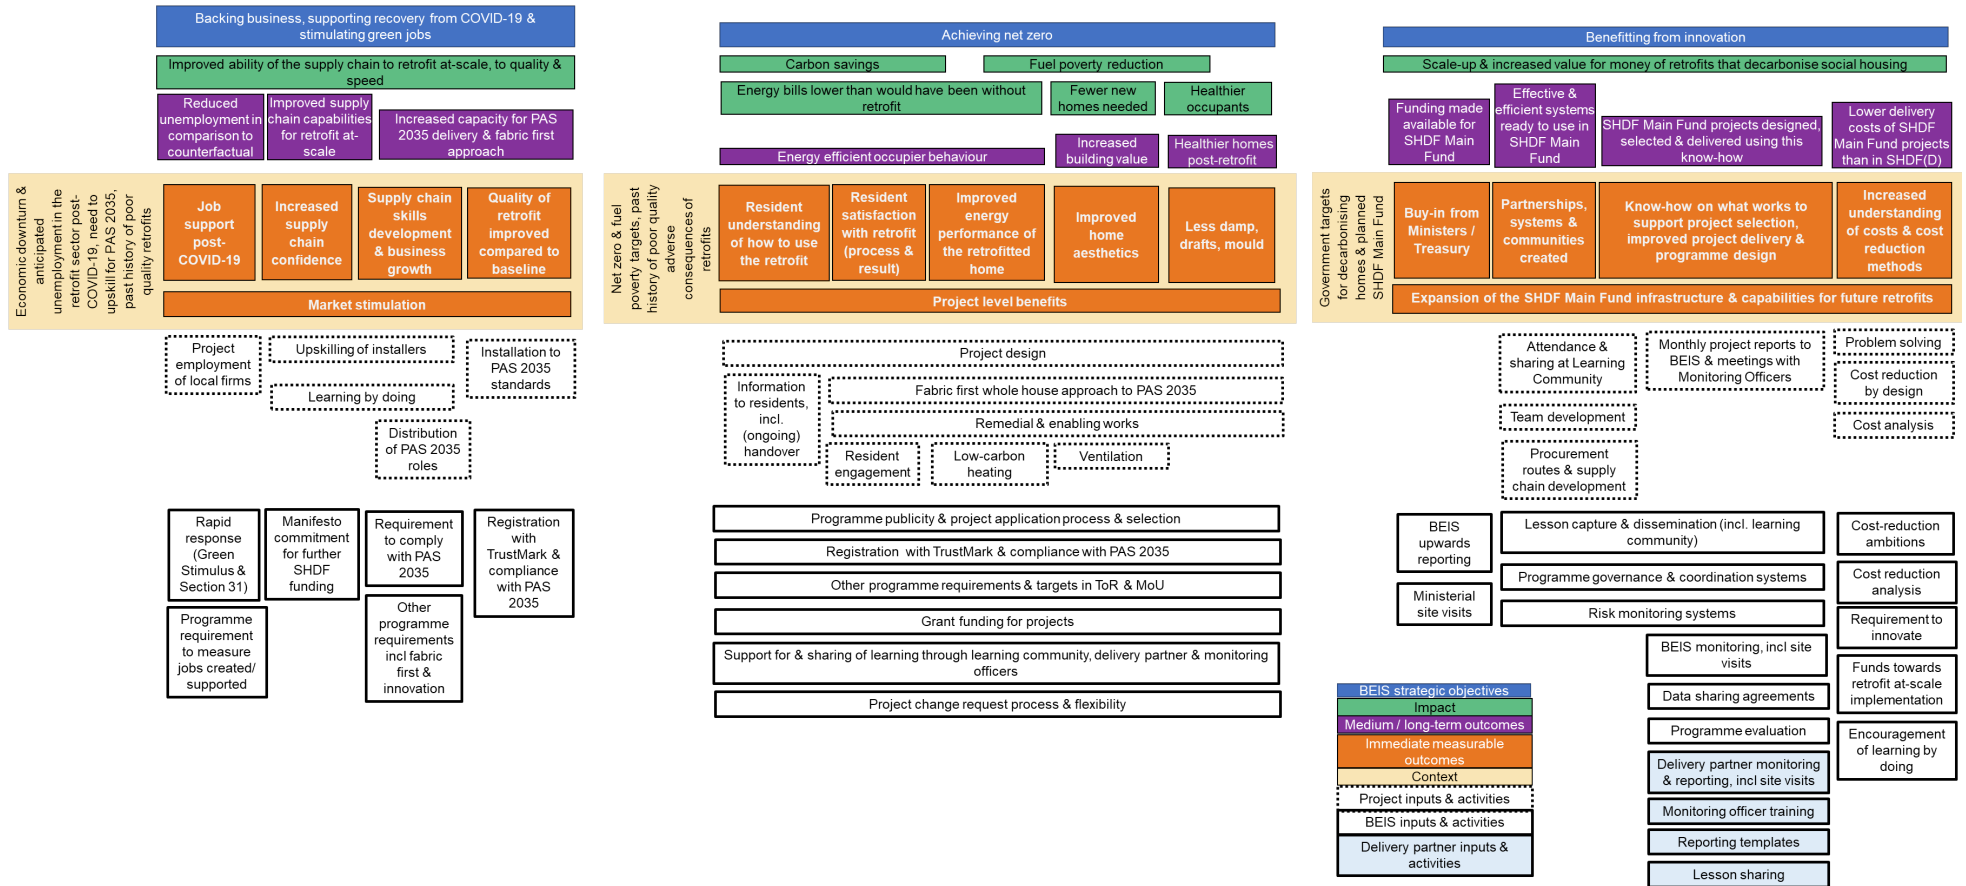 Backing business, supporting recovery from COVID-19 &
stimulating green jobs
Improved ability of the supply chain to retrofit at-scale, to quality &
speed
Reduced
unemployment in
comparison to
counterfactual
Improved supply
chain capabilities
for retrofit at-
scale
Increased capacity for PAS
2035 delivery & fabric first
approach
Economic downturn &
anticipated
unemployment in the
retrofit sector post-
COVID-19, need to
upskill for PAS 2035,
past history of poor
quality retrofits
Job
support
post-
COVID-19
Increased
supply
chain
confidence
Supply chain
skills
development
& business
growth
Quality of
retrofit
improved
compared to
baseline
Market stimulation
Project
employment
of local firms
Upskilling of installers
Learning by doing
Installation to
PAS 2035
standards
Distribution
of PAS 2035
roles
Rapid
response
(Green
Stimulus &
Section 31)
Manifesto
commitment
for further
SHDF
funding
Requirement
to comply
with PAS
2035
Registration
with
TrustMark &
compliance
with PAS
2035
Programme
requirement
to measure
jobs created/
supported
Other
programme
requirements
incl fabric
first &
innovation
Achieving net zero
Carbon savings
Fuel poverty reduction
Energy bills lower than would have been without
retrofit
Fewer new
homes needed
Healthier
occupants
Energy efficient occupier behaviour
Increased
building value
Healthier homes
post-retrofit
Net zero & fuel
poverty targets, past
history of poor quality
adverse
consequences of
retrofits
Resident
understanding
of how to use
the retrofit
Resident
satisfaction
with retrofit
(process &
result)
Improved
energy
performance of
the retrofitted
home
Improved
home
aesthetics
Less damp,
drafts, mould
Project level benefits
Project design
Information
to residents,
incl.
(ongoing)
handover
Fabric first whole house approach to PAS 2035
Remedial & enabling works
Resident
engagement
Low-carbon
heating
Ventilation
Programme publicity & project application process & selection
Registration with TrustMark & compliance with PAS 2035
Other programme requirements & targets in ToR & MoU
Grant funding for projects
Support for & sharing of learning through learning community, delivery partner & monitoring
officers
Project change request process & flexibility
Benefitting from innovation
Scale-up & increased value for money of retrofits that decarbonise social housing
Funding made
available for
SHDF Main
Fund
Effective &
efficient systems
ready to use in
SHDF Main
Fund
SHDF Main Fund projects designed,
selected & delivered using this
know-how
Lower delivery
costs of SHDF
Main Fund projects
than in SHDF(D)
Government targets
for decarbonising
homes & planned
SHDF Main Fund
Buy-in from
Ministers /
Treasury
Partnerships,
systems &
communities
created
Know-how on what works to
support project selection,
improved project delivery &
programme design
Increased
understanding
of costs & cost
reduction
methods
Expansion of the SHDF Main Fund infrastructure & capabilities for future retrofits
Attendance &
sharing at Learning
Community
Monthly project reports to
BEIS & meetings with
Monitoring Officers
Problem solving
Cost reduction
by design
Cost analysis
Team development
Procurement
routes & supply
chain development
BEIS
upwards
reporting
Ministerial
site visits
Lesson capture & dissemination (incl. learning
community)
Programme governance & coordination systems
Risk monitoring systems
BEIS monitoring, incl site
visits
Data sharing agreements
Programme evaluation
Delivery partner monitoring
& reporting, incl site visits
Monitoring officer training
Reporting templates
Lesson sharing
Cost-reduction
ambitions
Cost reduction
analysis
Requirement to
innovate
Funds towards
retrofit at-scale
implementation
Encouragement
of learning by
doing
BEIS strategic objectives
Impact
Medium / long-term outcomes
Immediate measurable
outcomes
Context
Project inputs & activities
BEIS inputs & activities
Delivery partner inputs &
activities